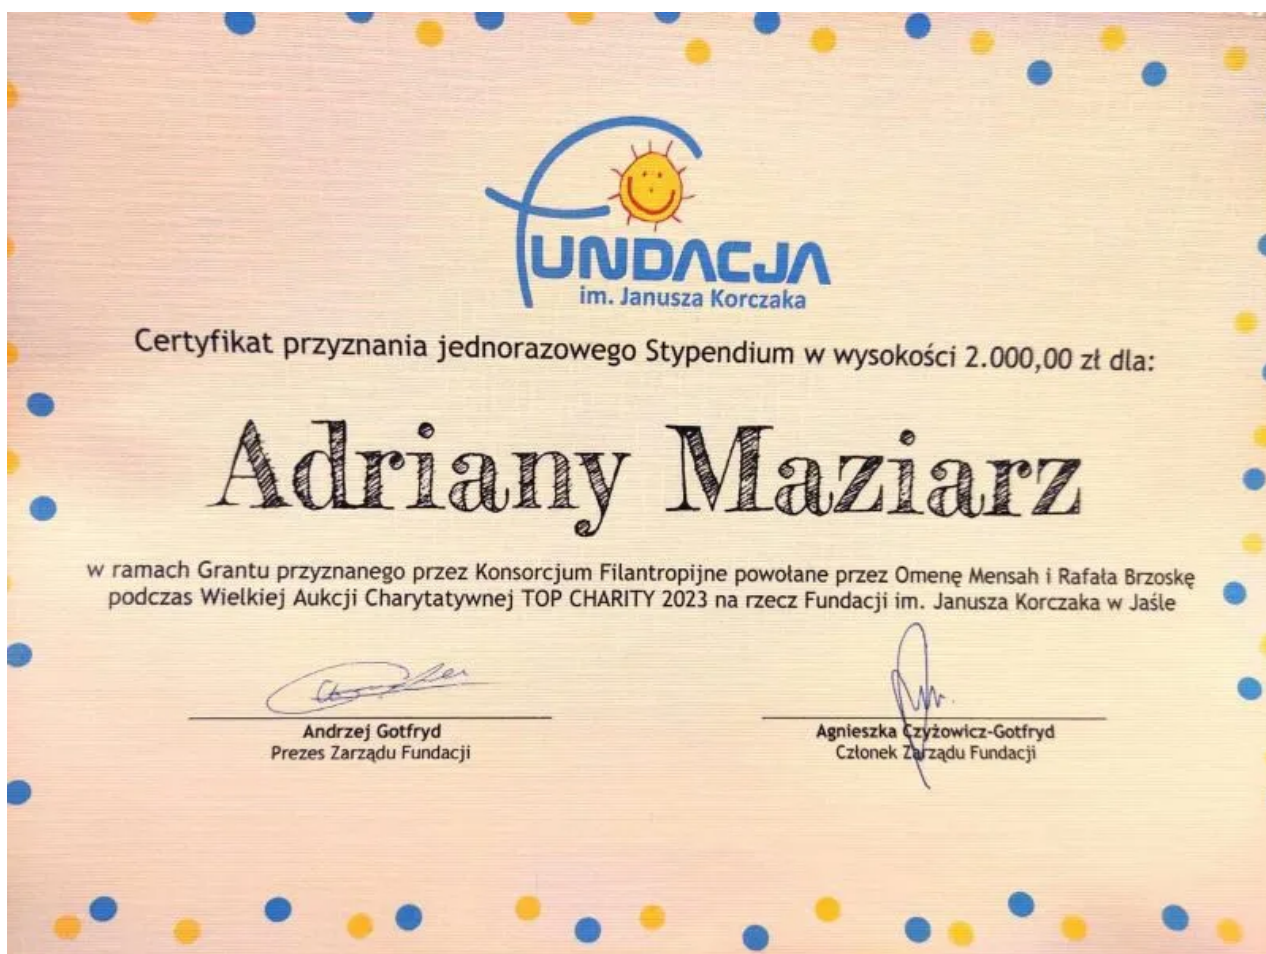 FUNDACJA
im. Janusza Korczaka
Certyfikat przyznania jednorazowego Stypendium w wysokości 2.000,00 zł dla:
Adriany Maziarz
w ramach Grantu przyznanego przez Konsorcjum Filantropijne powołane przez Omenę Mensah i Rafała Brzoskę
podczas Wielkiej Aukcji Charytatywnej TOP CHARITY 2023 na rzecz Fundacji im. Janusza Korczaka w Jaśle
Andrzej Gotfryd
Prezes Zarządu Fundacji
Agnieszka Czyżowicz-Gotfryd
Członek Zarządu Fundacji